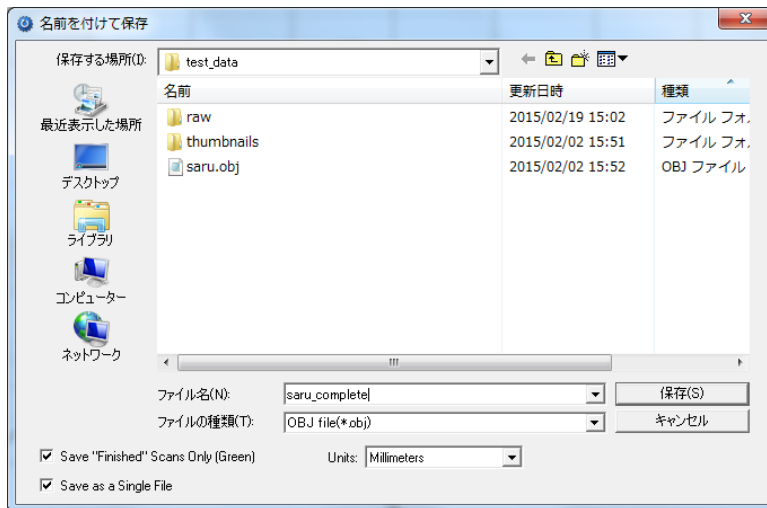 名前を付けて保存
保存する場所(I): test_data
名前 更新日時 種類
raw 2015/02/19 15:02 ファイル フォ.
thumbnails 2015/02/02 15:51 ファイル フォ.
saru.obj 2015/02/02 15:52 OBJ ファイル
最近表示した場所
デスクトップ
ライブラリ
コンピューター
ネットワーク
ファイル名(N): saru_complete 保存(S)
ファイルの種類(T): OBJ file(*.obj) キャンセル
Save "Finished" Scans Only (Green) Units: Millimeters
Save as a Single File